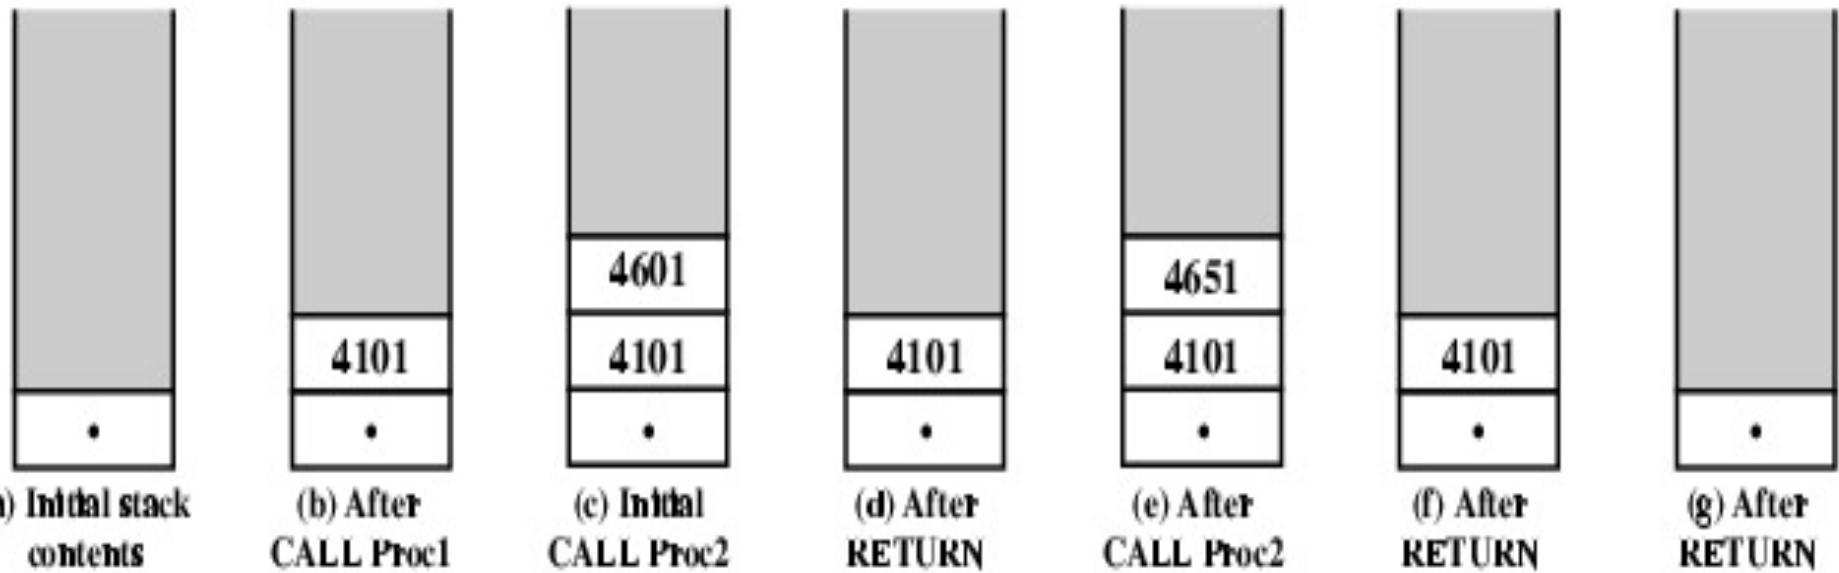 4601
4651
4101
4101
4101
4101
4101
) Initial stack
contents
(b) After
CALL Proc1
(c) Initial
CALL Proc2
(d) After
RETURN
(e) After
CALL Proc2
(f) After
RETURN
(g) After
RETURN